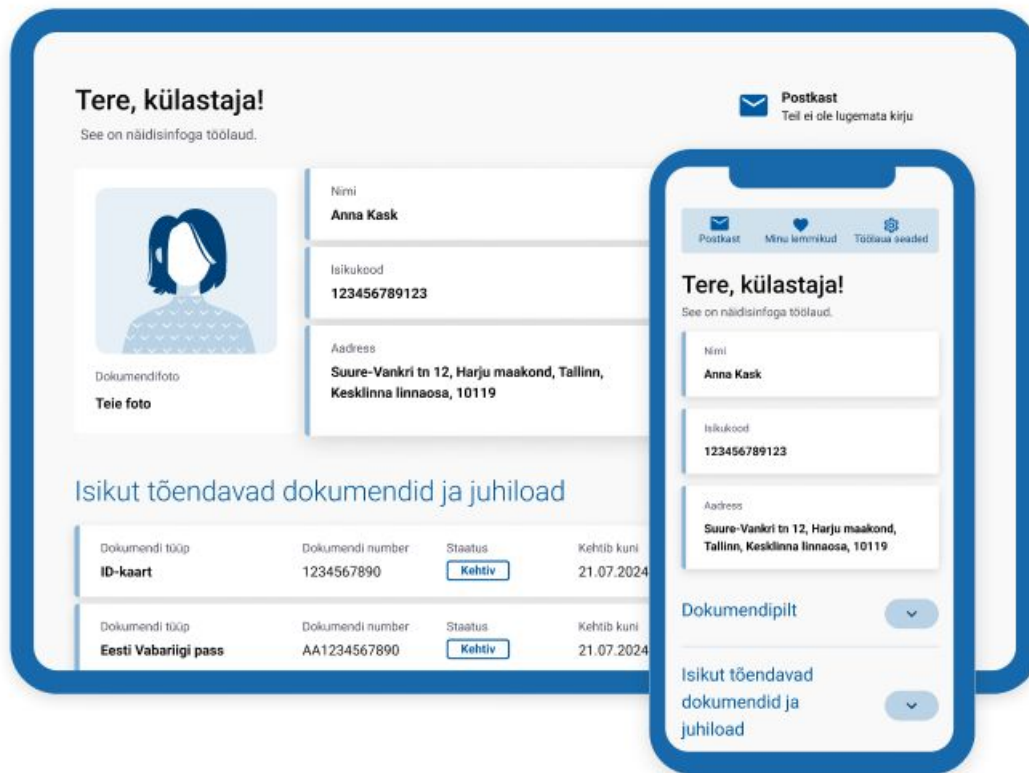 Tere, külastaja!
See on näidisinfoga töölaud.
Postkast
Teil ei ole lugemata kirju
Dokumendifoto
Teie foto
Nimi
Anna Kask
Isikukood
123456789123
Aadress
Suure-Vankri tn 12, Harju maakond, Tallinn,
Kesklinna linnaosa, 10119
Isikut tõendavad dokumendid ja juhiload
Dokumendi tüüp Dokumendi number Staatus Kehtib kuni
ID-kaart 1234567890 Kehtiv 21.07.2024
Dokumendi tüüp Dokumendi number Staatus Kehtib kuni
Eesti Vabariigi pass AA1234567890 Kehtiv 21.07.2024
Postkast Minu lemmikud Töölaua seaded
Tere, külastaja!
See on näidisinfoga töölaud.
Nimi
Anna Kask
Isikukood
123456789123
Aadress
Suure-Vankri tn 12, Harju maakond,
Tallinn, Kesklinna linnaosa, 10119
Dokumendipilt
Isikut tõendavad
dokumendid ja
juhiload